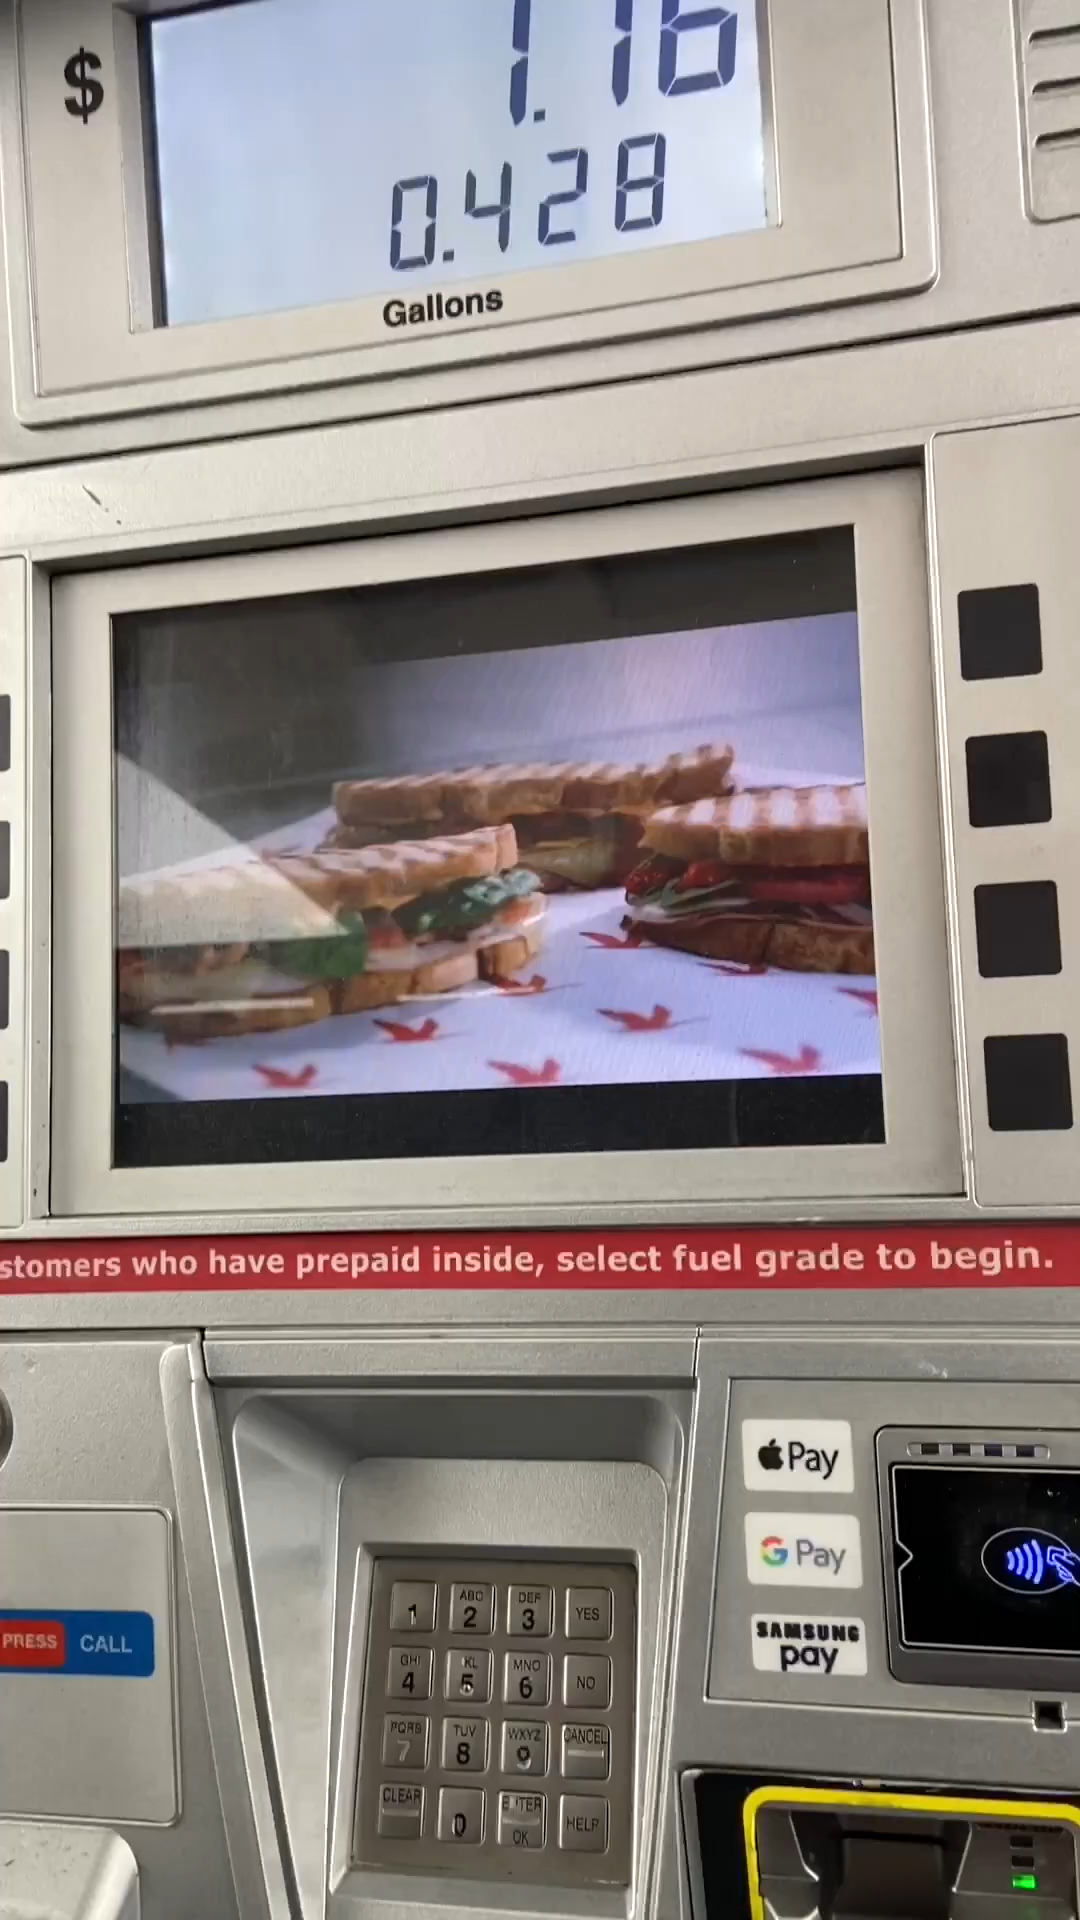 $
1.16
0.428
Gallons
stomers who have prepaid inside, select fuel grade to begin.
Pay
G Pay
SAMSUNG
pay
PRESS CALL
1 ABC 2 DEF 3 YES
GHI 4 JKL 5 MNO 6 NO
PQRS 7 TUV 8 WXYZ 9 CANCEL
CLEAR 0 ENTER OK HELP